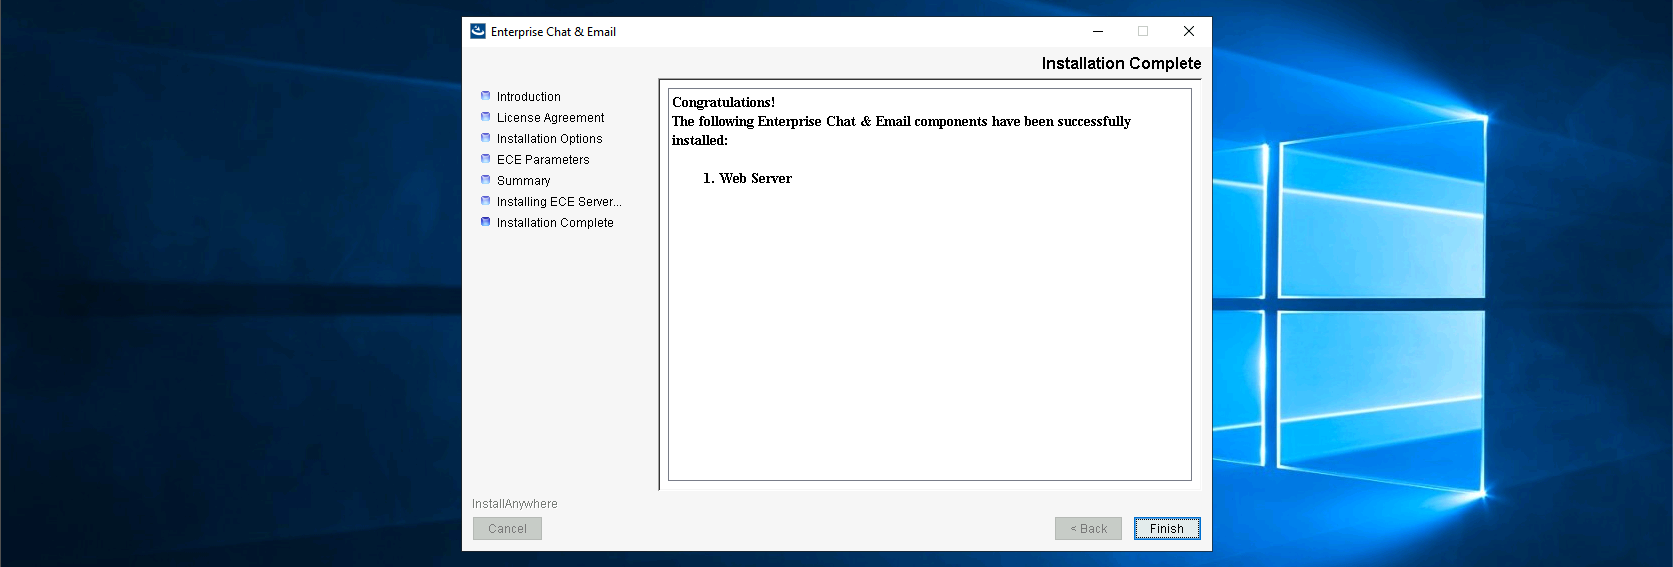 Enterprise Chat & Email
Installation Complete
Introduction
License Agreement
Installation Options
ECE Parameters
Summary
Installing ECE Server...
Installation Complete
Congratulations!
The following Enterprise Chat & Email components have been successfully
installed:
1. Web Server
InstallAnywhere
Cancel
< Back
Finish